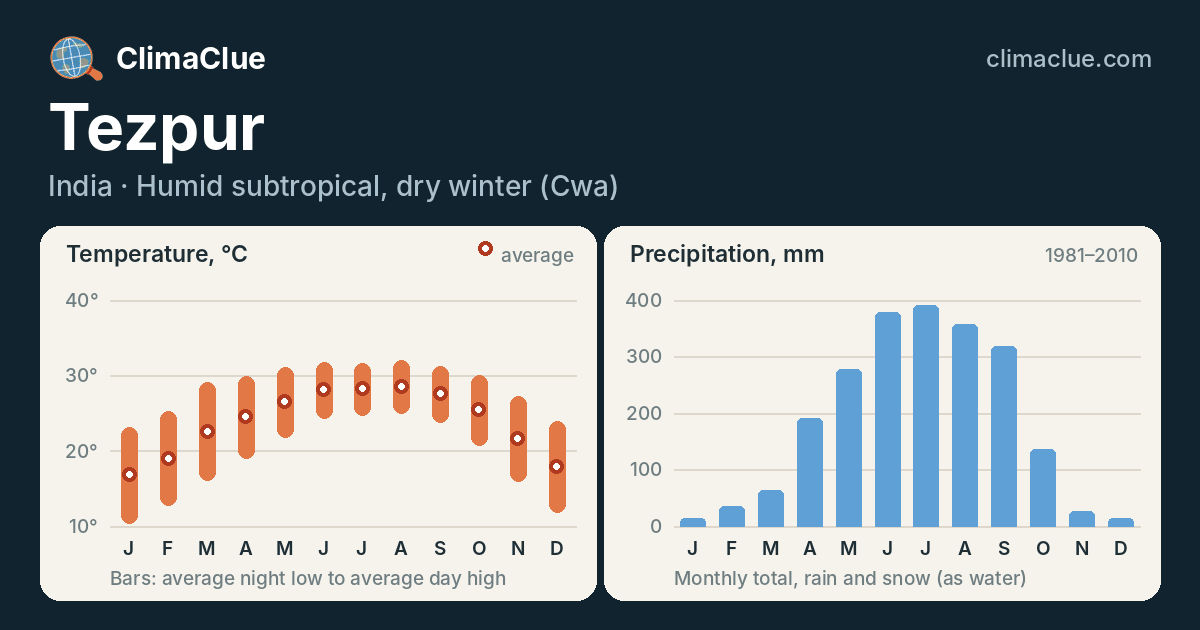 ClimaClue
climaclue.com
Tezpur
India · Humid subtropical, dry winter (Cwa)
Temperature, °C
average
40°
30°
20°
10°
J F M A M J J A S O N D
Bars: average night low to average day high
Precipitation, mm
1981–2010
400
300
200
100
0
J F M A M J J A S O N D
Monthly total, rain and snow (as water)